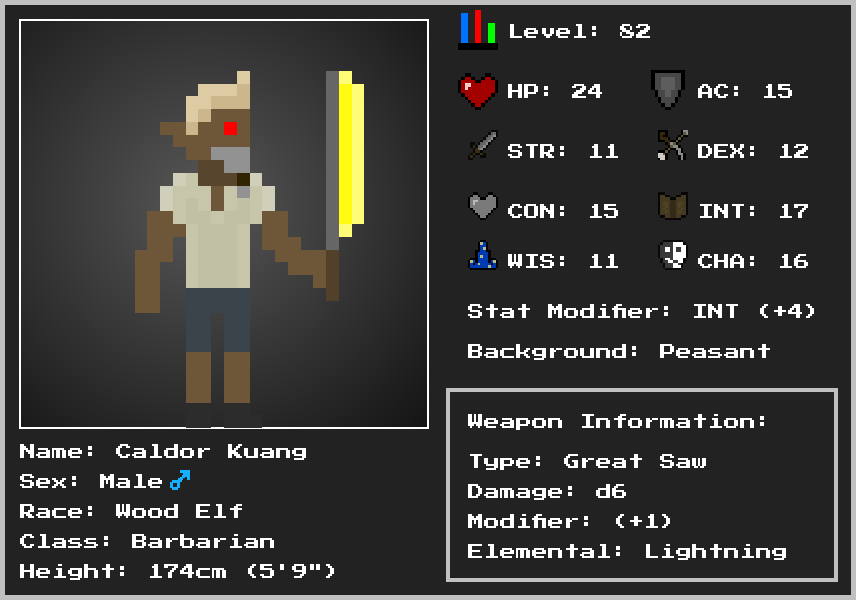 Level: 82
HP: 24 AC: 15
STR: 11 DEX: 12
CON: 15 INT: 17
WIS: 11 CHA: 16
Stat Modifier: INT (+4)
Background: Peasant
Weapon Information:
Type: Great Saw
Damage: d6
Modifier: (+1)
Elemental: Lightning
Name: Caldor Kuang
Sex: Male♂
Race: Wood Elf
Class: Barbarian
Height: 174cm (5'9")